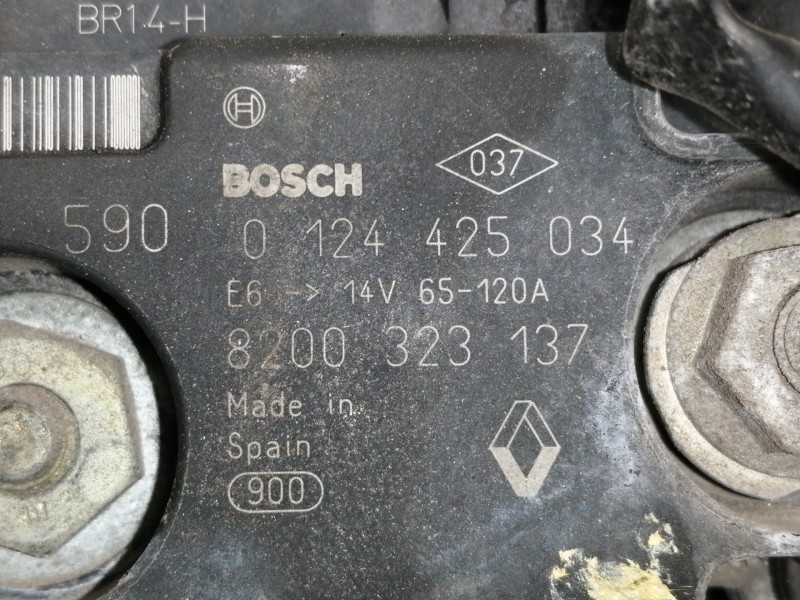 BR14-H
BOSCH
037
590 0 124 425 034
E6 -> 14V 65-120A
8200 323 137
Made in
Spain
900